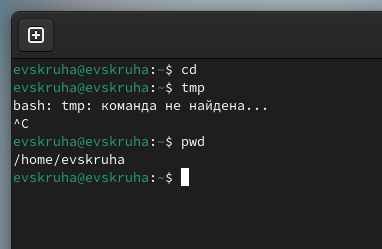 evskruha@evskruha:~$ cd
evskruha@evskruha:~$ tmp
bash: tmp: команда не найдена...
^C
evskruha@evskruha:~$ pwd
/home/evskruha
evskruha@evskruha:~$